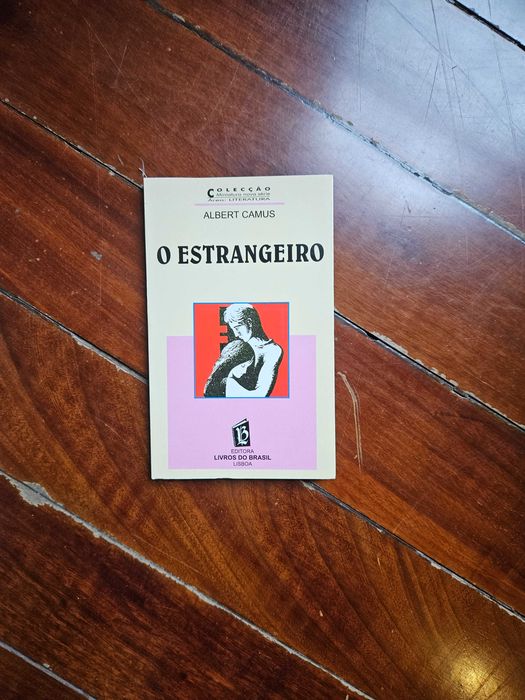 COLECÇÃO
Miniatura nova série
Área: LITERATURA
ALBERT CAMUS
O ESTRANGEIRO
EDITORA
LIVROS DO BRASIL
LISBOA